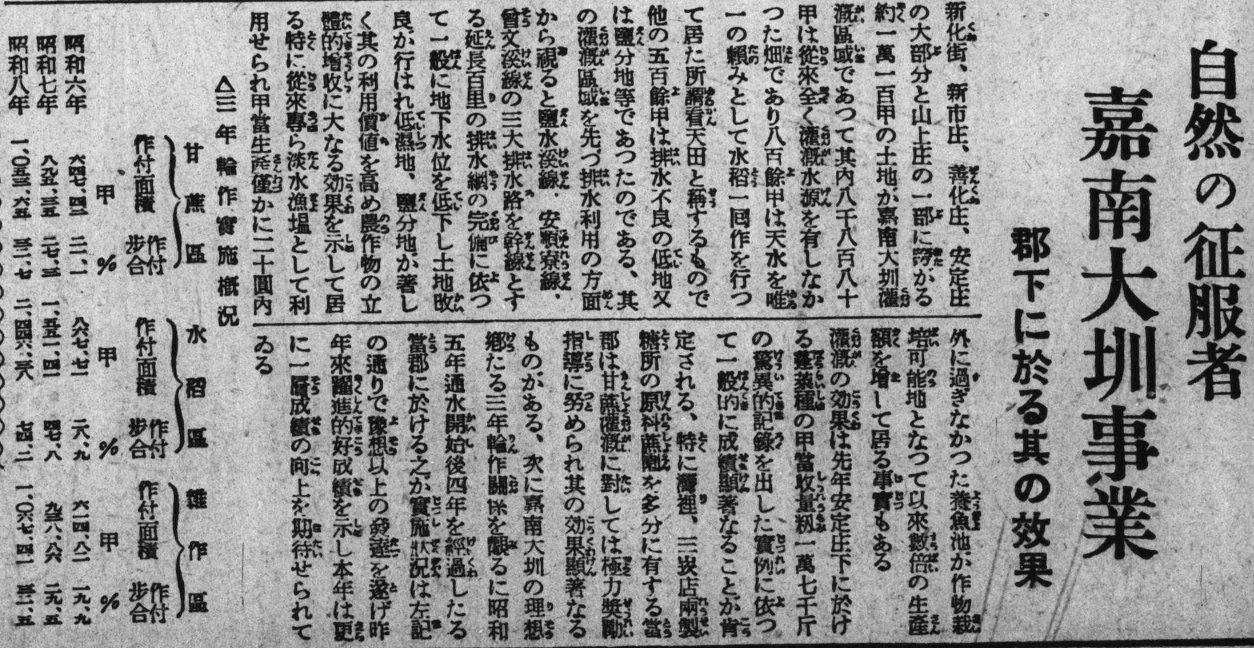 自然の征服者
嘉南大圳事業
郡下に於る其の效果
新化街、新市庄、善化庄、安定庄
の大部分と山上庄の一部に跨がる
約一萬一百甲の土地が嘉南大圳灌
漑區域であつて其内八千八百八十
甲は從來全く灌漑水源を有しなか
つた畑であり八百餘甲は天水を唯
一の賴みとして水稻一回作を行つ
て居た所謂看天田と稱するもので
他の五百餘甲は排水不良の低地又
は鹽分地等であつたのである、其
の灌漑區域を先づ排水利用の方面
から視ると鹽水溪線、安順寮線、
曾文溪線の三大排水路を幹線とす
る延長百里の排水網の完備に依つ
て一般に地下水位を低下し土地改
良か行はれ低濕地、鹽分地か著し
く其の利用價値を高め農作物の立
體的增收に大なる效果を示して居
る特に從來專ら淡水漁塭として利
用せられ甲當生產僅かに二十圓內
外に過ぎなかつた養魚池か作物栽
培可能地となつて以來數倍の生產
額を增して居る事實もある
灌漑の效果は先年安定庄下に於け
る蓬萊種の甲當收量籾一萬七千斤
の驚異的記錄を出した實例に依つ
て一般的に成績顯著なることか肯
定される、特に灣裡、三崁店兩製
糖所の原料蔗園を多分に有する當
郡は甘蔗灌漑に對しては極力奬勵
指導に努められ其の效果顯著なる
ものがある、次に嘉南大圳の理想
鄕たる三年輪作關係を觀るに昭和
五年通水開始後四年を經過したる
當郡に於ける之か實施狀況は左記
の通りで豫想以上の發達を遂げ昨
年來躍進的好成績を示し本年は更
に一層成績の向上を期待せられて
ゐる
△三年輪作實施槪況
甘蔗區　水稻區　雜作區
作付面積　作付步合　作付面積　作付步合　作付面積　作付步合
甲　％　甲　％　甲　％
昭和六年　六四七、四三　二一、一　八六七、七二　二八、九　六一四、八二　一九、九
昭和七年　八九五、三五　二七、三　一、五二一、四一　四七、八　九三八、八六　二九、五
昭和八年　一、〇五三、六五　三二、七　二、四四六、三八　七四、二　一、〇六七、四一　三三、五